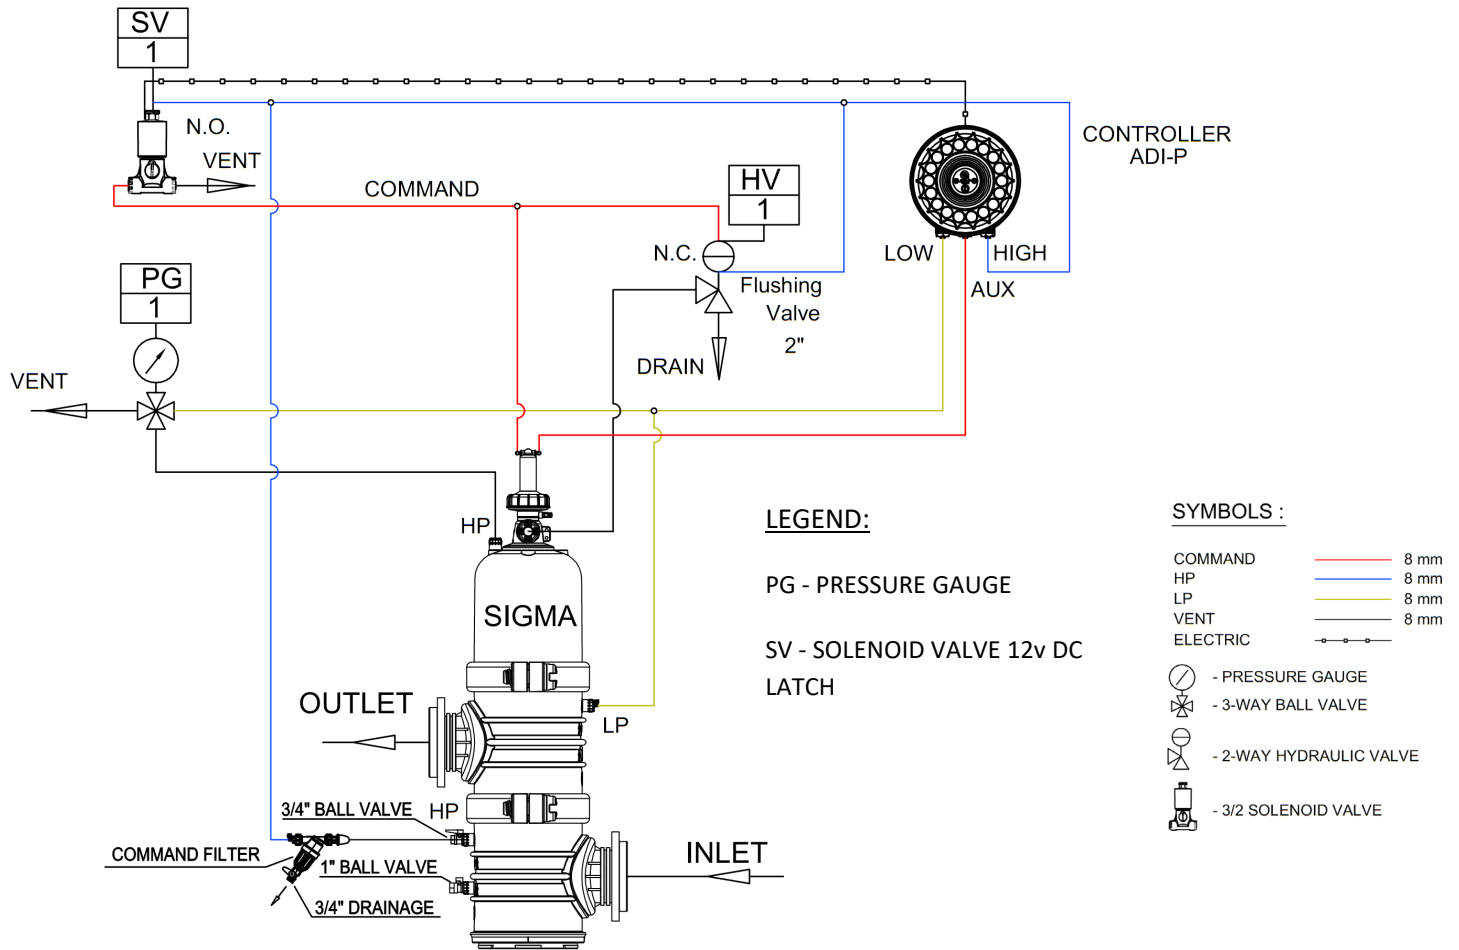 SV
1
N.O.
VENT
COMMAND
HV
1
N.C.
Flushing
Valve
2"
DRAIN
CONTROLLER
ADI-P
LOW
HIGH
AUX
PG
1
VENT
HP
SIGMA
OUTLET
LP
3/4" BALL VALVE
HP
COMMAND FILTER
1" BALL VALVE
3/4" DRAINAGE
INLET
LEGEND:
PG - PRESSURE GAUGE
SV - SOLENOID VALVE 12v DC
LATCH
SYMBOLS :
COMMAND 8 mm
HP 8 mm
LP 8 mm
VENT 8 mm
ELECTRIC
- PRESSURE GAUGE
- 3-WAY BALL VALVE
- 2-WAY HYDRAULIC VALVE
- 3/2 SOLENOID VALVE